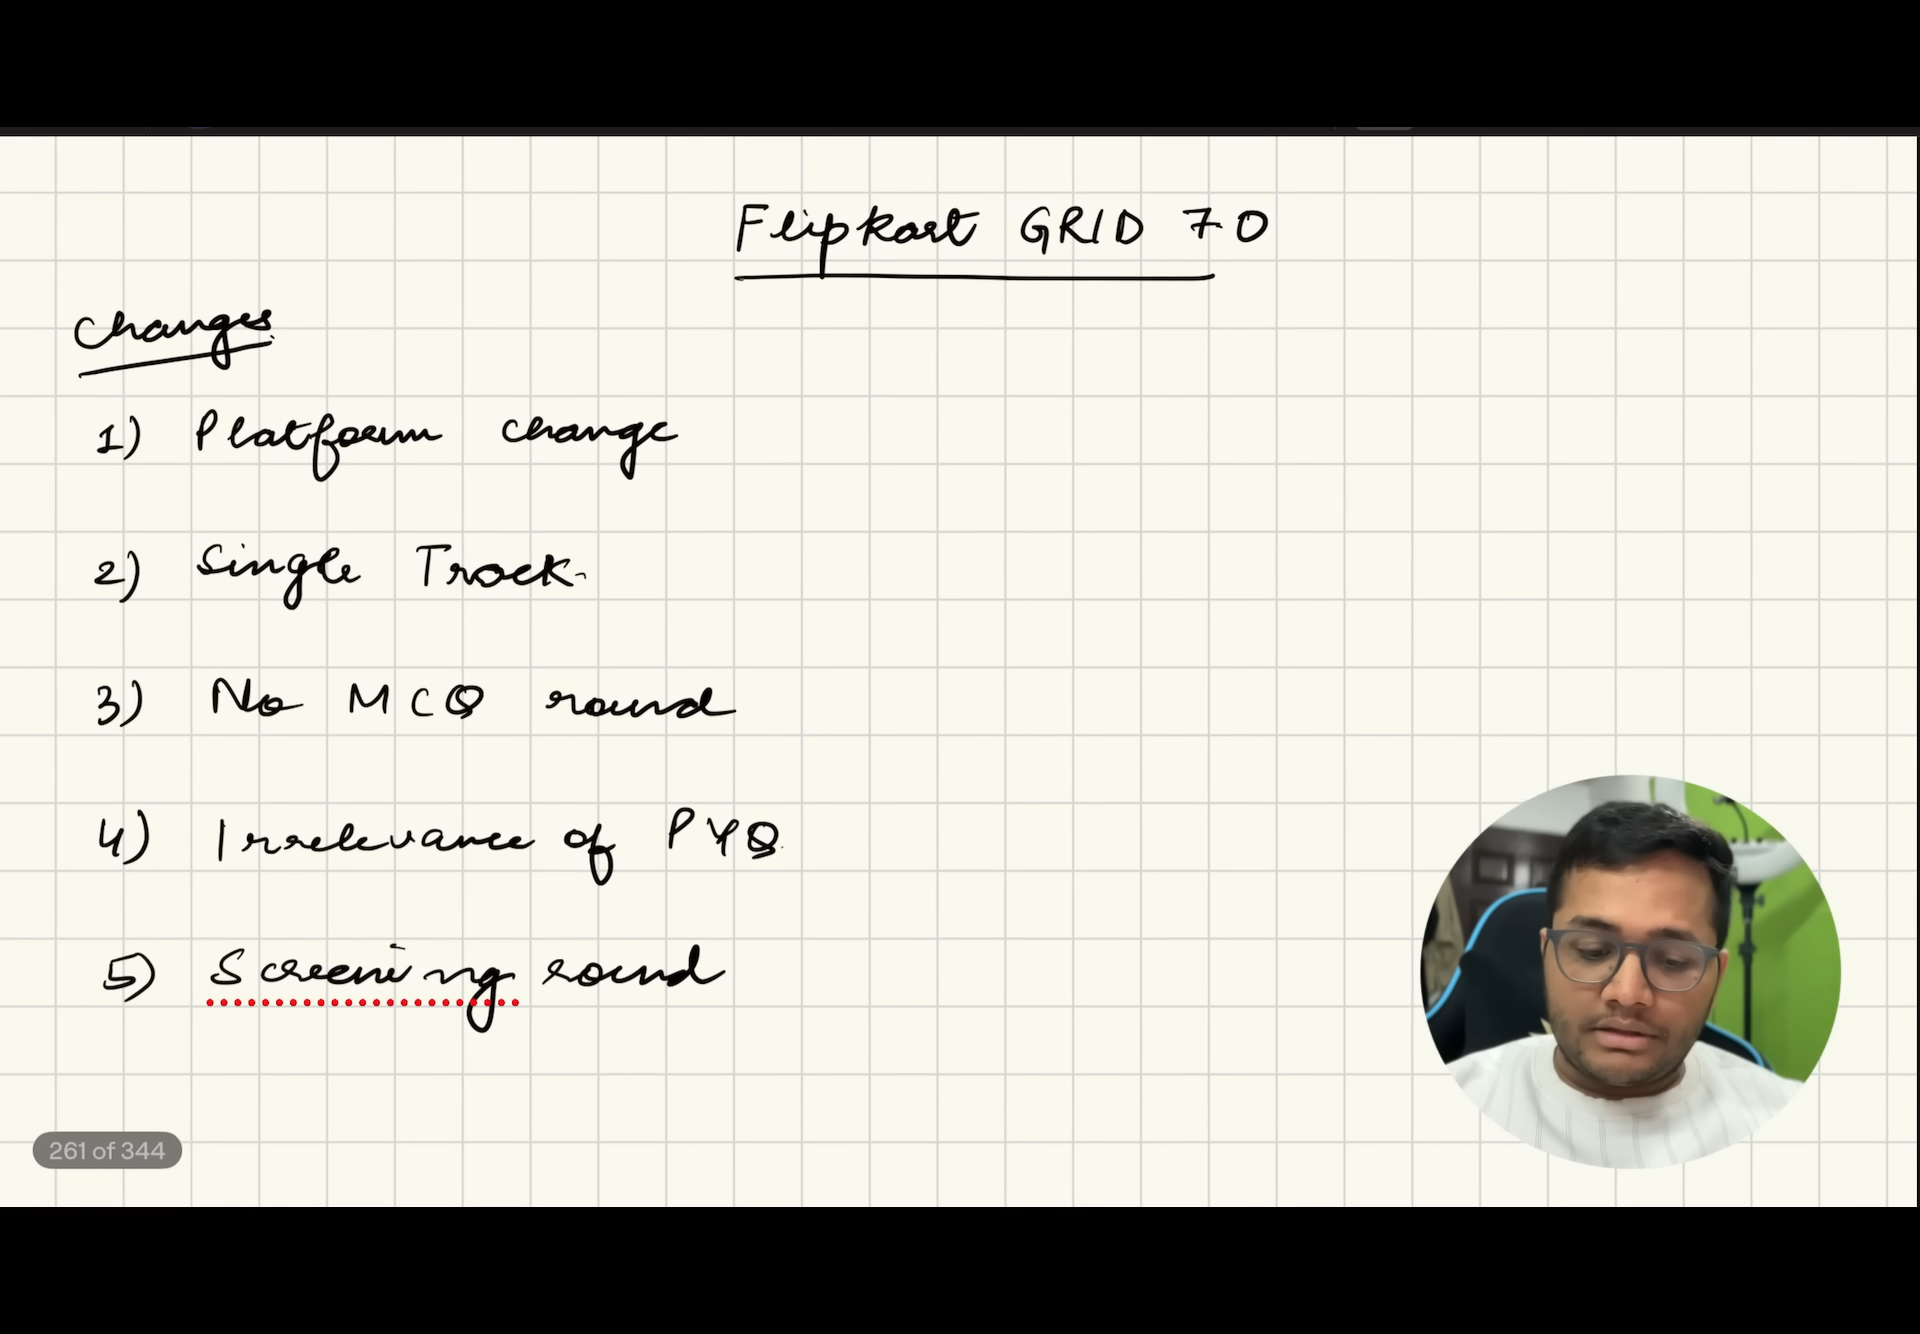 Flipkart GRID 7.0
Changes
1) Platform change
2) Single Track
3) No MCQ round
4) Irrelevance of PYQ
5) Screening round
261 of 344